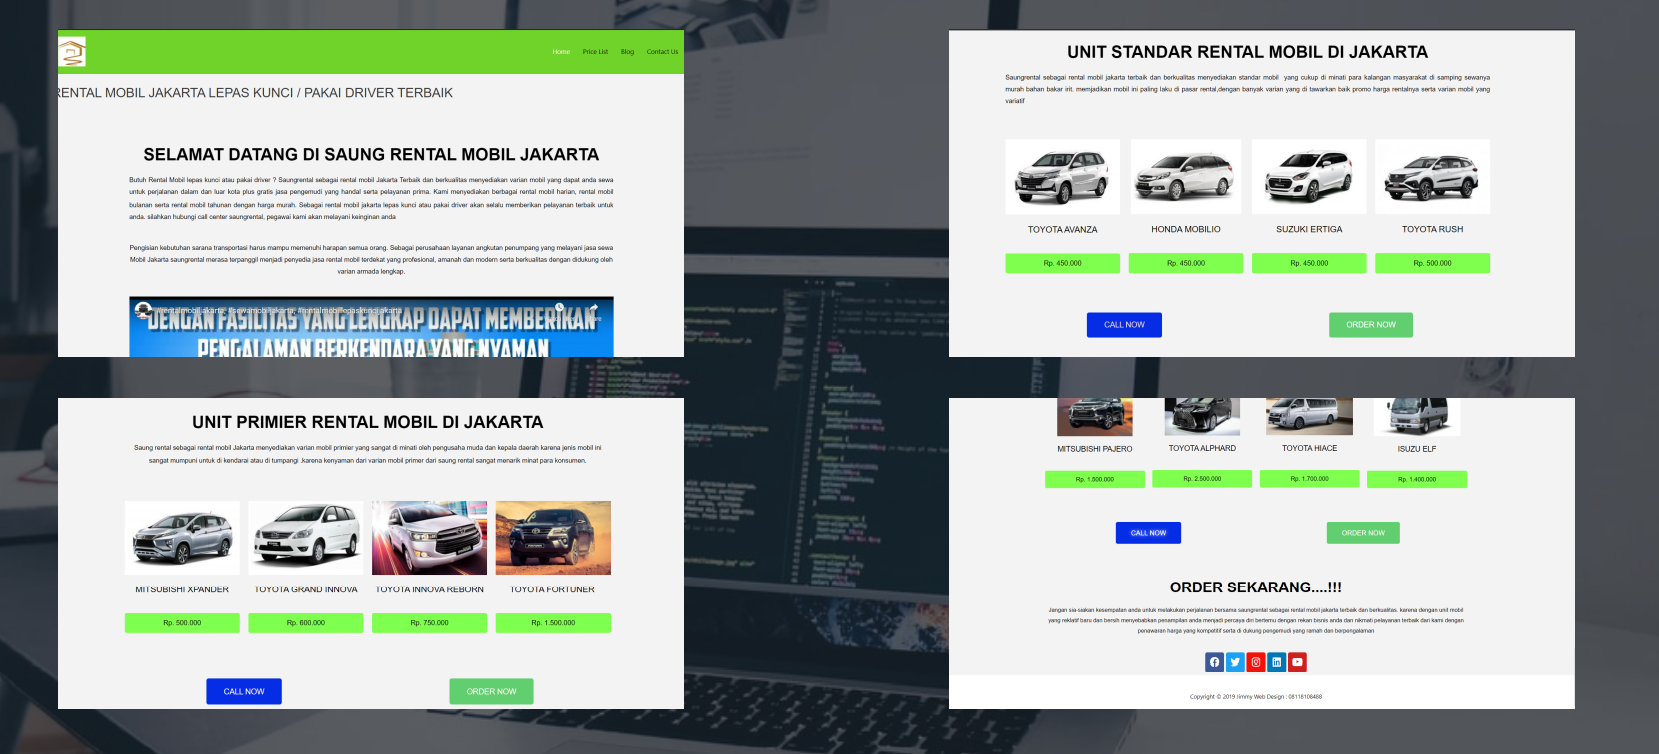 Home Price List Blog Contact Us
RENTAL MOBIL JAKARTA LEPAS KUNCI / PAKAI DRIVER TERBAIK
SELAMAT DATANG DI SAUNG RENTAL MOBIL JAKARTA
Butuh Rental Mobil lepas kunci atau pakai driver ? Saungrental sebagai rental mobil Jakarta Terbaik dan berkualitas menyediakan varian mobil yang dapat anda sewa
untuk perjalanan dalam dan luar kota plus gratis jasa pengemudi yang handal serta pelayanan prima. Kami menyediakan berbagai rental mobil harian, rental mobil
bulanan serta rental mobil tahunan dengan harga murah. Sebagai rental mobil jakarta lepas kunci atau pakai driver akan selalu memberikan pelayanan terbaik untuk
anda. silahkan hubungi call center saungrental, pegawai kami akan melayani keinginan anda
Pengisian kebutuhan sarana transportasi harus mampu memenuhi harapan semua orang. Sebagai perusahaan layanan angkutan penumpang yang melayani jasa sewa
Mobil Jakarta saungrental merasa terpanggil menjadi penyedia jasa rental mobil terdekat yang profesional, amanah dan modern serta berkualitas dengan didukung oleh
varian armada lengkap.
#rentalmobiljakarta, #sewamobiljakarta, #rentalmobillepaskuncijakarta
DENGAN FASILITAS YANG LENGKAP DAPAT MEMBERIKAN
PENGALAMAN BERKENDARA YANG NYAMAN
UNIT STANDAR RENTAL MOBIL DI JAKARTA
Saungrental sebagai rental mobil jakarta terbaik dan berkualitas menyediakan standar mobil yang cukup di minati para kalangan masyarakat di samping sewanya
murah bahan bakar irit. memjadikan mobil ini paling laku di pasar rental,dengan banyak varian yang di tawarkan baik promo harga rentalnya serta varian mobil yang
variatif
TOYOTA AVANZA HONDA MOBILIO SUZUKI ERTIGA TOYOTA RUSH
Rp. 450.000 Rp. 450.000 Rp. 450.000 Rp. 500.000
CALL NOW ORDER NOW
UNIT PRIMIER RENTAL MOBIL DI JAKARTA
Saung rental sebagai rental mobil Jakarta menyediakan varian mobil primier yang sangat di minati oleh pengusaha muda dan kepala daerah karena jenis mobil ini
sangat mumpuni untuk di kendarai atau di tumpangi .karena kenyaman dari varian mobil primer dari saung rental sangat menarik minat para konsumen.
MITSUBISHI XPANDER TOYOTA GRAND INNOVA TOYOTA INNOVA REBORN TOYOTA FORTUNER
Rp. 500.000 Rp. 600.000 Rp. 750.000 Rp. 1.500.000
CALL NOW ORDER NOW
MITSUBISHI PAJERO TOYOTA ALPHARD TOYOTA HIACE ISUZU ELF
Rp. 1.500.000 Rp. 2.500.000 Rp. 1.700.000 Rp. 1.400.000
CALL NOW ORDER NOW
ORDER SEKARANG....!!!
Jangan sia-siakan kesempatan anda untuk melakukan perjalanan bersama saungrental sebagai rental mobil jakarta terbaik dan berkualitas. karena dengan unit mobil
yang reklatif baru dan bersih menyebabkan penampilan anda menjadi percaya diri bertemu dengan rekan bisnis anda dan nikmati pelayanan terbaik dari kami dengan
penawaran harga yang kompetitif serta di dukung pengemudi yang ramah dan berpengalaman
Copyright © 2019 Jimmy Web Design : 08118108488